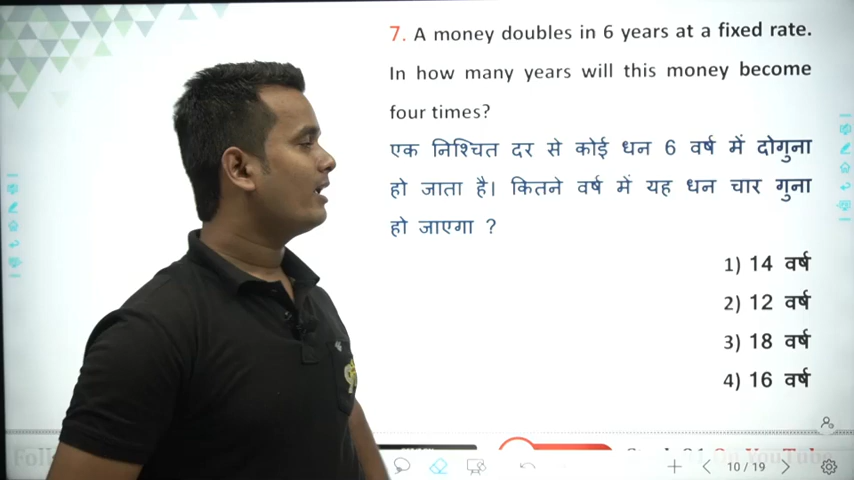 7. A money doubles in 6 years at a fixed rate.
In how many years will this money become
four times?
एक निश्चित दर से कोई धन 6 वर्ष में दोगुना
हो जाता है। कितने वर्ष में यह धन चार गुना
हो जाएगा ?
1) 14 वर्ष
2) 12 वर्ष
3) 18 वर्ष
4) 16 वर्ष
On YouTube
10 / 19